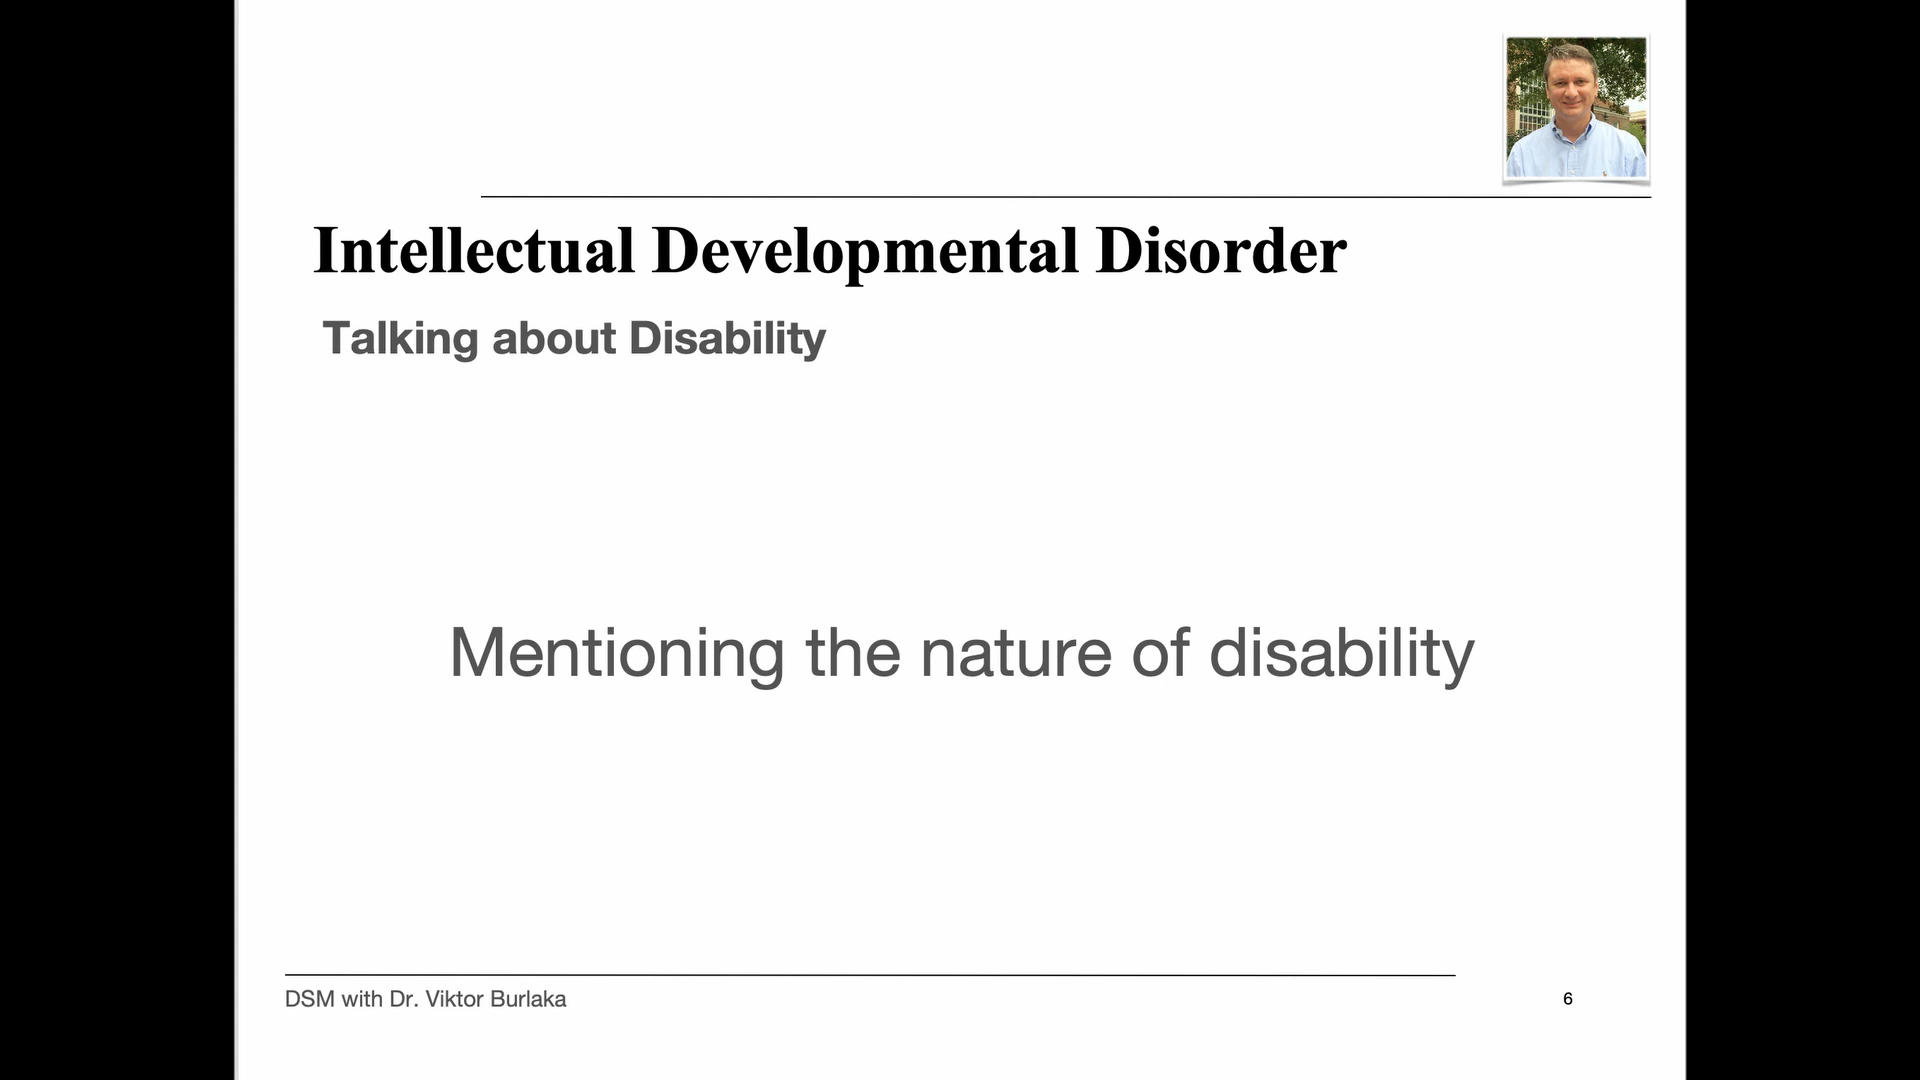 Intellectual Developmental Disorder
Talking about Disability
Mentioning the nature of disability
DSM with Dr. Viktor Burlaka
6